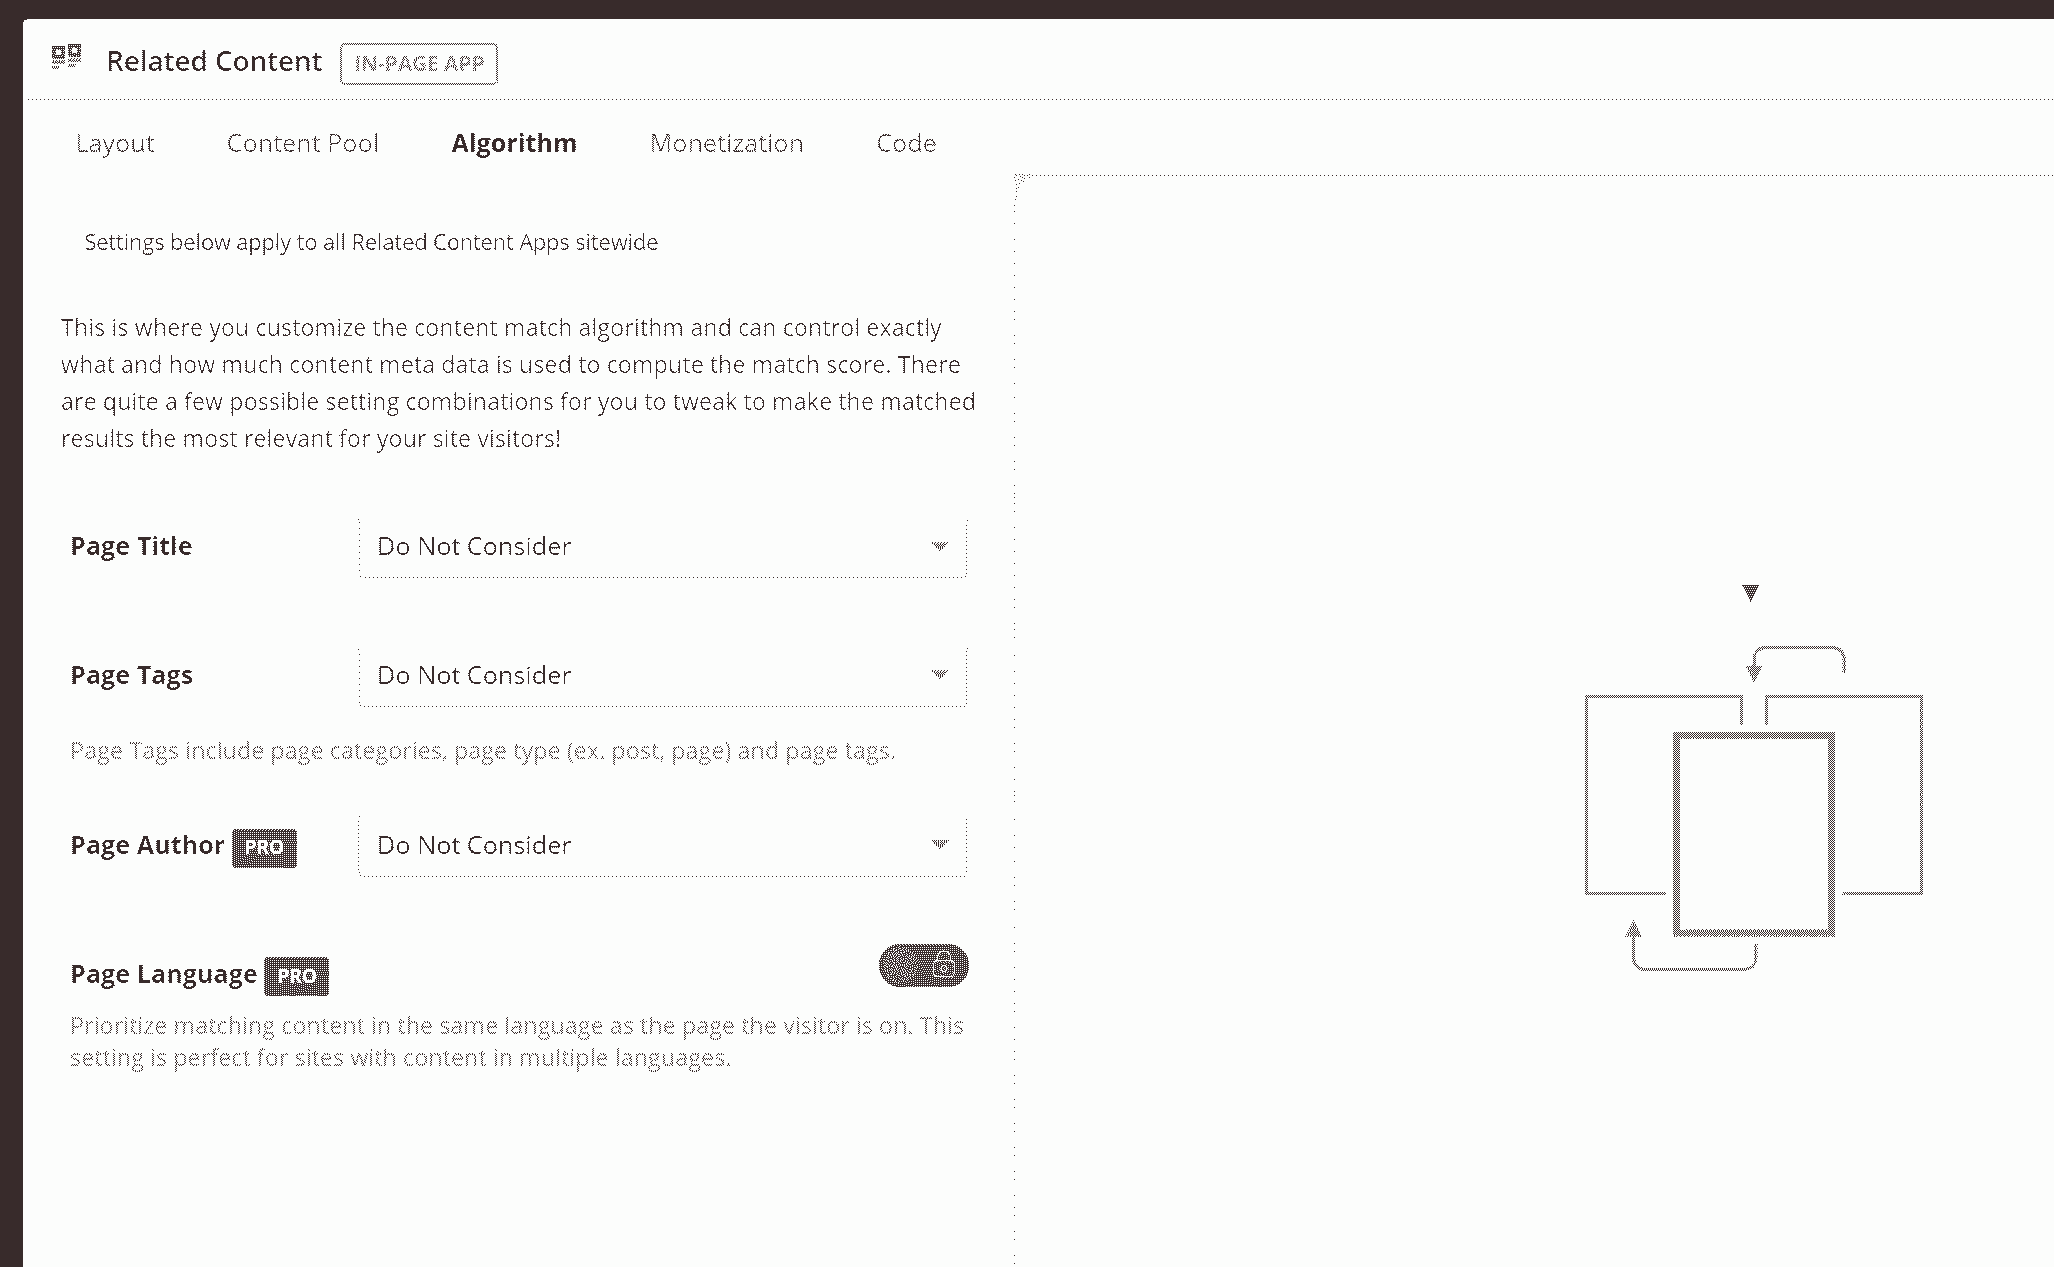 Related Content IN-PAGE APP
Layout Content Pool Algorithm Monetization Code
Settings below apply to all Related Content Apps sitewide
This is where you customize the content match algorithm and can control exactly
what and how much content meta data is used to compute the match score. There
are quite a few possible setting combinations for you to tweak to make the matched
results the most relevant for your site visitors!
Page Title Do Not Consider
Page Tags Do Not Consider
Page Tags include page categories, page type (ex. post, page) and page tags.
Page Author PRO Do Not Consider
Page Language PRO
Prioritize matching content in the same language as the page the visitor is on. This
setting is perfect for sites with content in multiple languages.